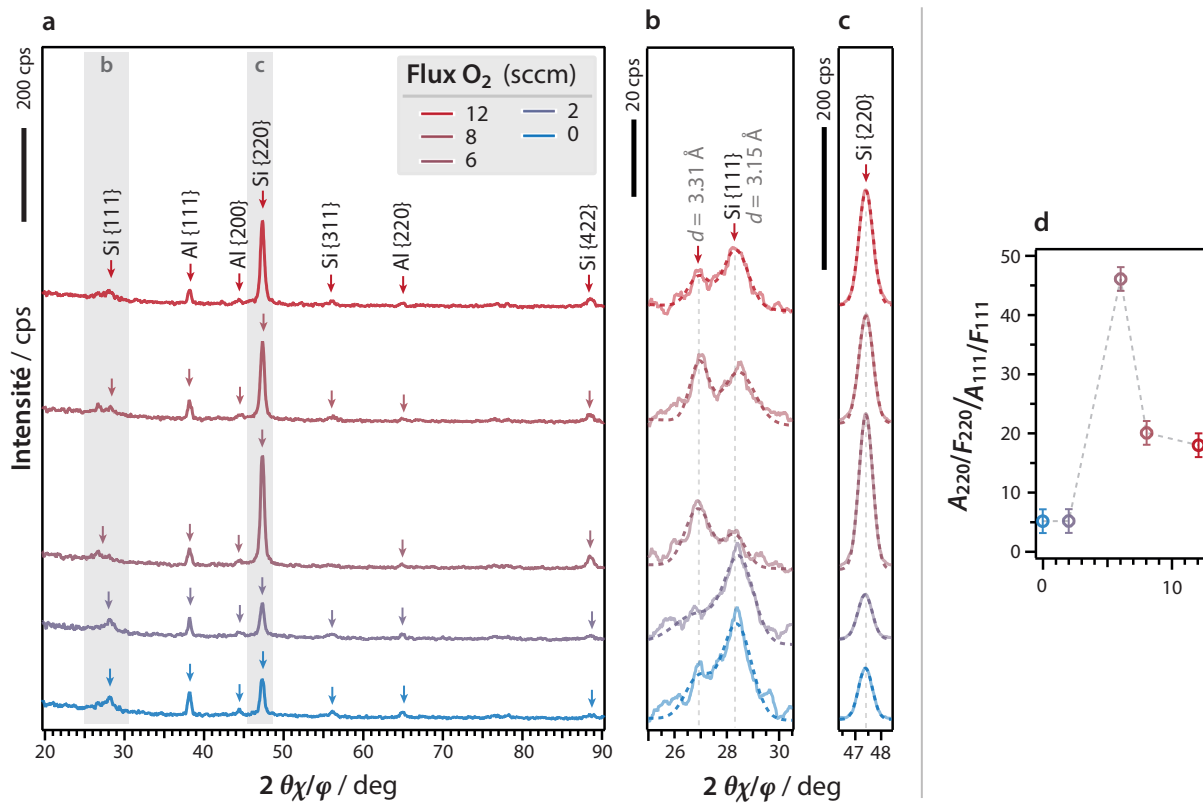 a
200 cps
Intensité / cps
b
c
Flux O2 (sccm)
12
8
6
2
0
Si {111}
Al {111}
Al {200}
Si {220}
Si {311}
Al {220}
Si {422}
20 30 40 50 60 70 80 90
2 θχ/φ / deg
b
20 cps
d = 3.31 Å
Si {111}
d = 3.15 Å
26 28 30
2 θχ/φ / deg
c
200 cps
Si {220}
47 48
d
A220/F220/A111/F111
50
40
30
20
10
0
0 10